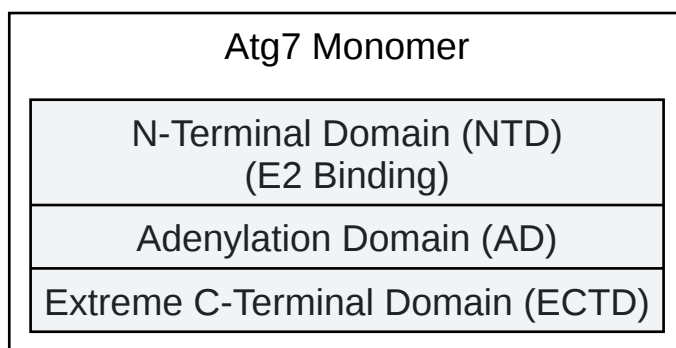 Atg7 Monomer
N-Terminal Domain (NTD)
(E2 Binding)
Adenylation Domain (AD)
Extreme C-Terminal Domain (ECTD)